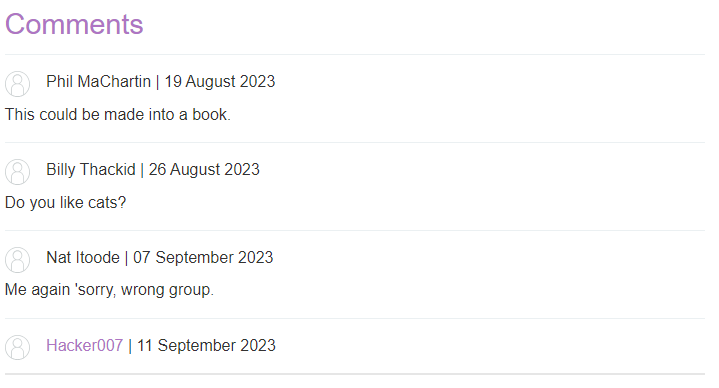 Comments
Phil MaChartin | 19 August 2023
This could be made into a book.
Billy Thackid | 26 August 2023
Do you like cats?
Nat Itoode | 07 September 2023
Me again 'sorry, wrong group.
Hacker007 | 11 September 2023